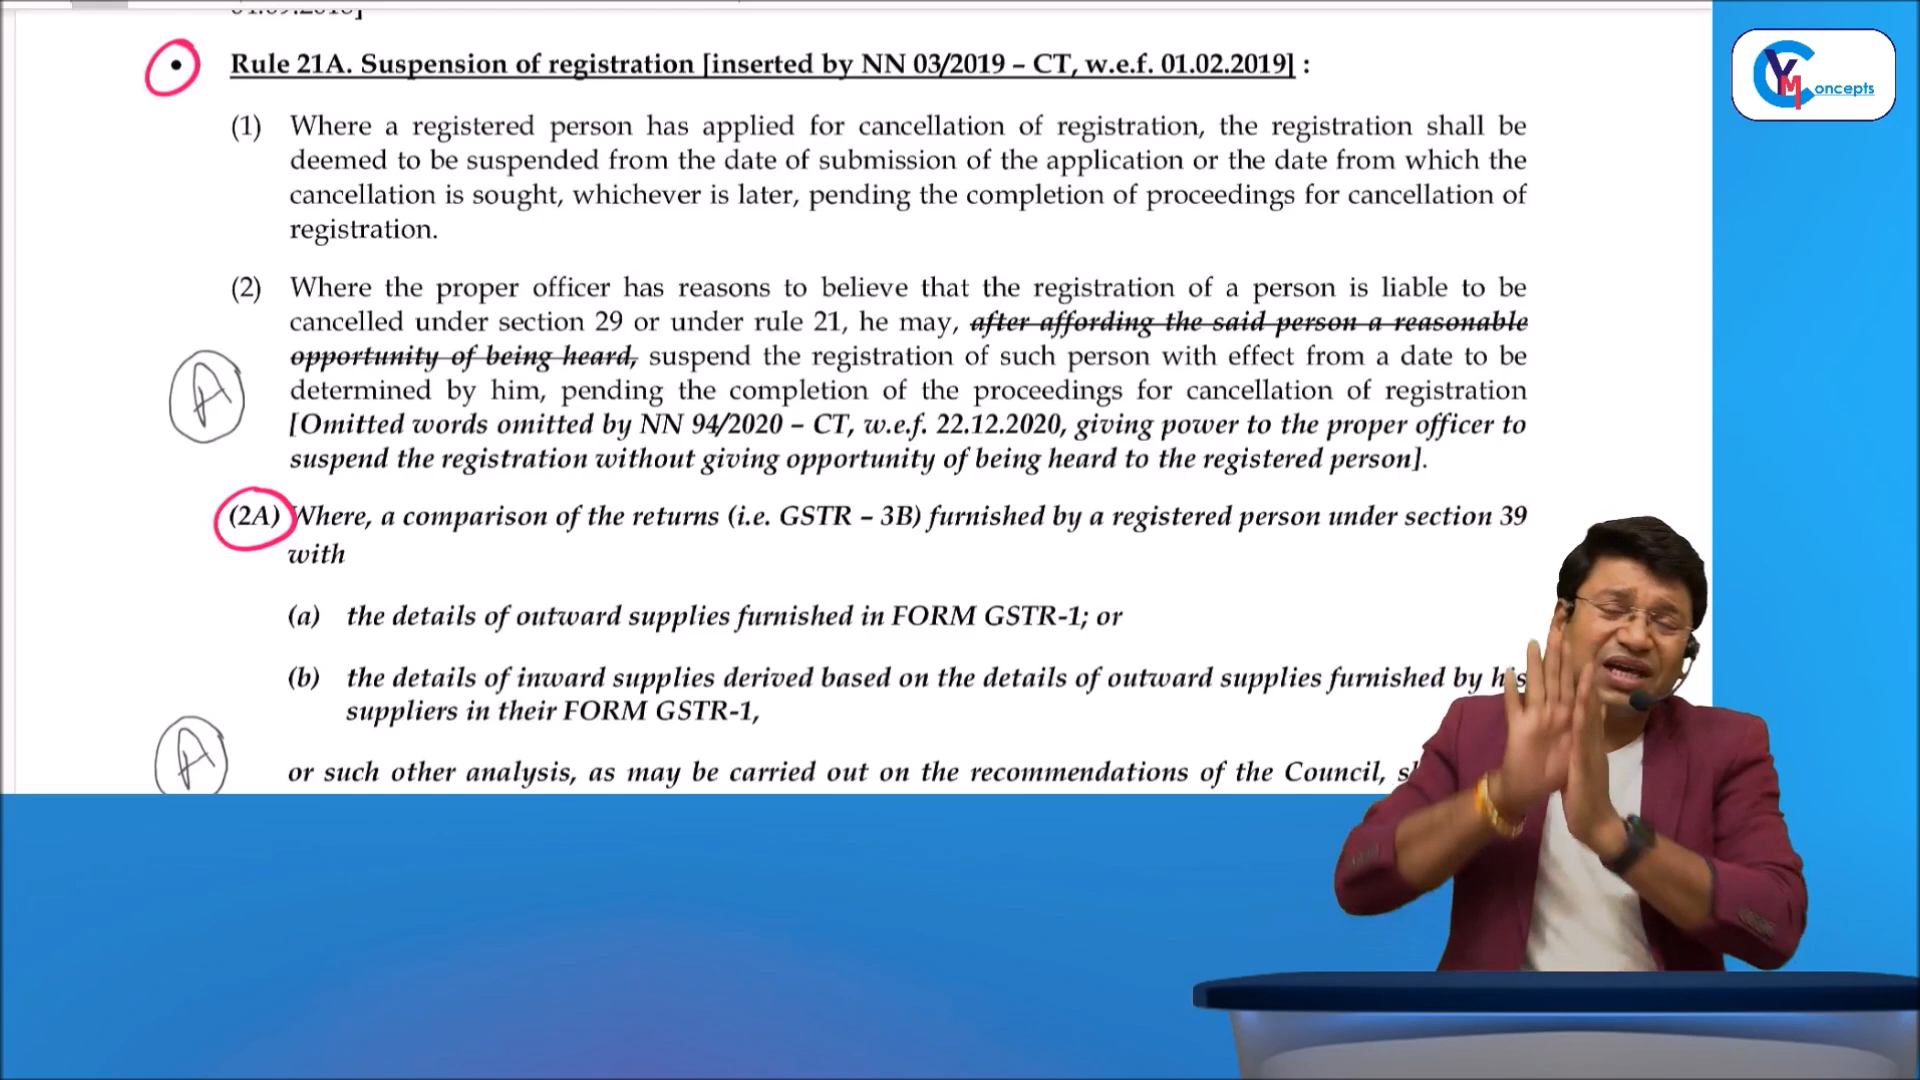 Rule 21A. Suspension of registration [inserted by NN 03/2019 – CT, w.e.f. 01.02.2019] :
(1) Where a registered person has applied for cancellation of registration, the registration shall be
deemed to be suspended from the date of submission of the application or the date from which the
cancellation is sought, whichever is later, pending the completion of proceedings for cancellation of
registration.
(2) Where the proper officer has reasons to believe that the registration of a person is liable to be
cancelled under section 29 or under rule 21, he may, after affording the said person a reasonable
opportunity of being heard, suspend the registration of such person with effect from a date to be
determined by him, pending the completion of the proceedings for cancellation of registration
[Omitted words omitted by NN 94/2020 – CT, w.e.f. 22.12.2020, giving power to the proper officer to
suspend the registration without giving opportunity of being heard to the registered person].
(2A) Where, a comparison of the returns (i.e. GSTR – 3B) furnished by a registered person under section 39
with
(a) the details of outward supplies furnished in FORM GSTR-1; or
(b) the details of inward supplies derived based on the details of outward supplies furnished by his
suppliers in their FORM GSTR-1,
or such other analysis, as may be carried out on the recommendations of the Council,
A
A
YM Concepts